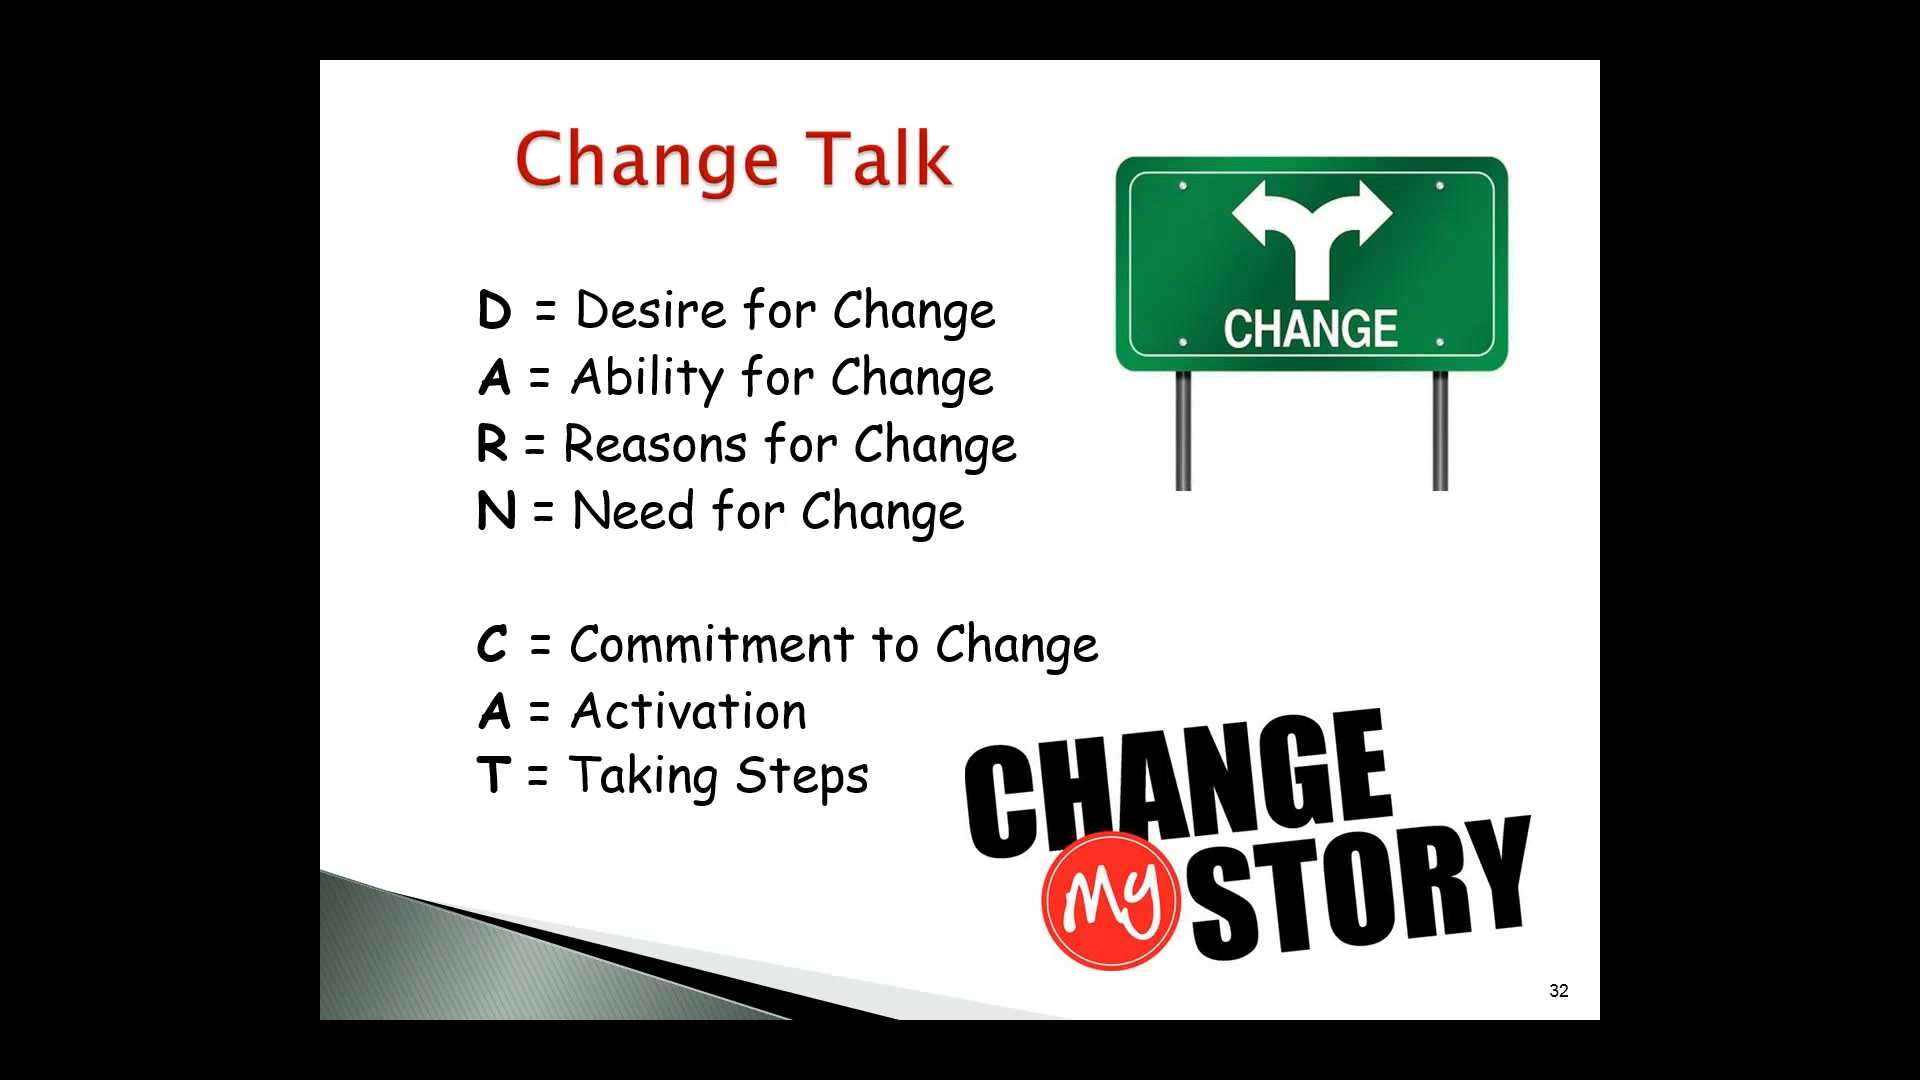 Change Talk
CHANGE
D = Desire for Change
A = Ability for Change
R = Reasons for Change
N = Need for Change
C = Commitment to Change
A = Activation
T = Taking Steps
CHANGE
My STORY
32